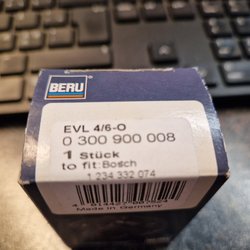 BERU
EVL 4/6-O
0 300 900 008
1 Stück
to fit: Bosch
1 234 332 074
Made in Germany